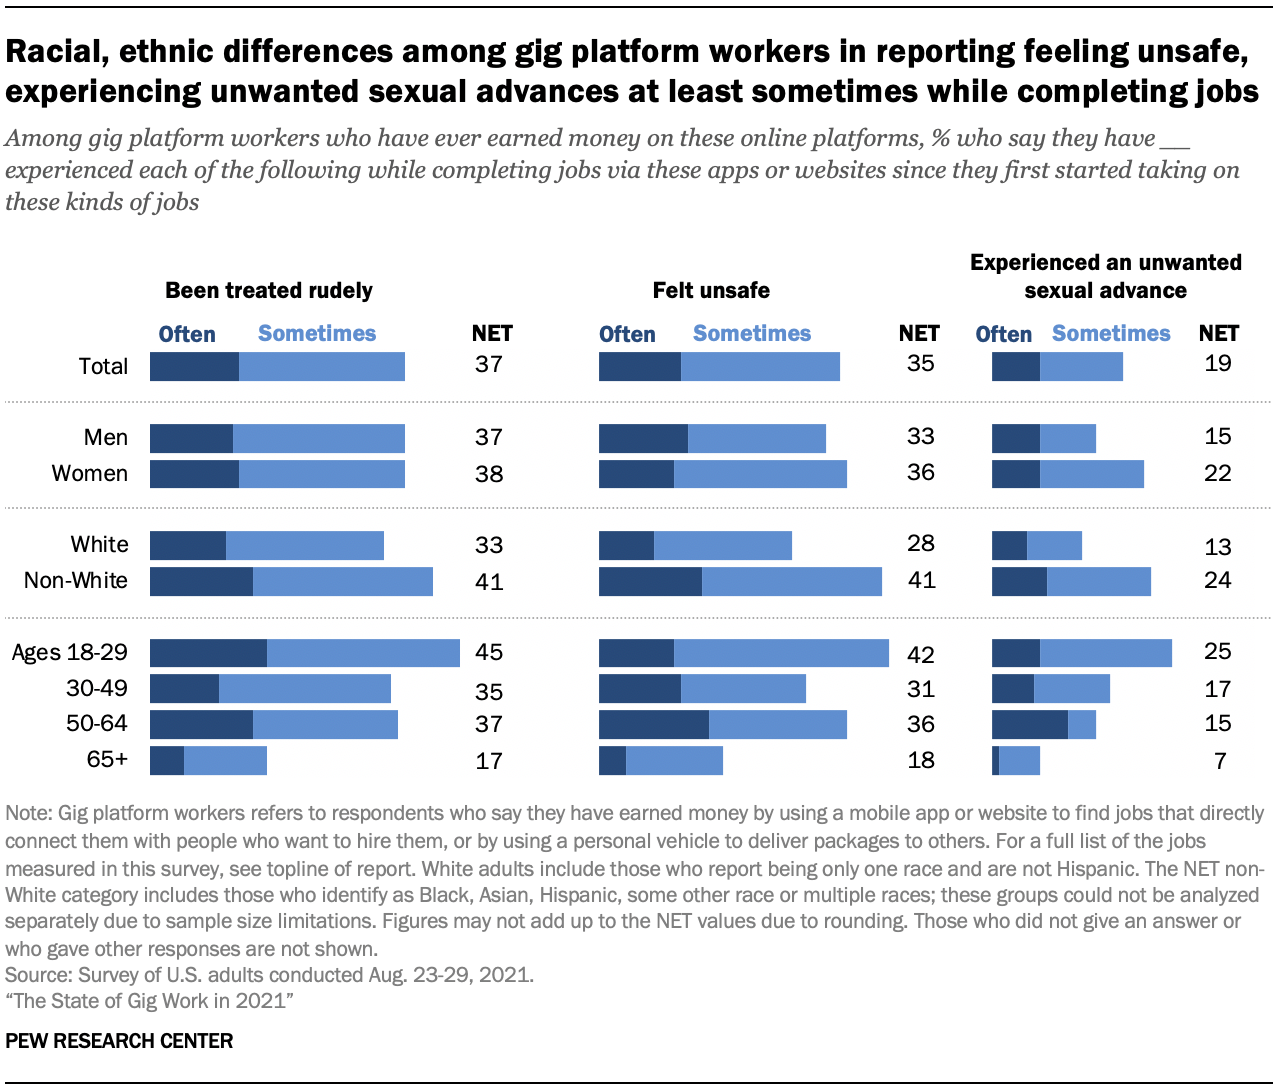 Racial, ethnic differences among gig platform workers in reporting feeling unsafe,
experiencing unwanted sexual advances at least sometimes while completing jobs
Among gig platform workers who have ever earned money on these online platforms, % who say they have __
experienced each of the following while completing jobs via these apps or websites since they first started taking on
these kinds of jobs
Been treated rudely Felt unsafe Experienced an unwanted
sexual advance
Often Sometimes NET Often Sometimes NET Often Sometimes NET
Total 37 35 19
Men 37 33 15
Women 38 36 22
White 33 28 13
Non-White 41 41 24
Ages 18-29 45 42 25
30-49 35 31 17
50-64 37 36 15
65+ 17 18 7
Note: Gig platform workers refers to respondents who say they have earned money by using a mobile app or website to find jobs that directly
connect them with people who want to hire them, or by using a personal vehicle to deliver packages to others. For a full list of the jobs
measured in this survey, see topline of report. White adults include those who report being only one race and are not Hispanic. The NET non-
White category includes those who identify as Black, Asian, Hispanic, some other race or multiple races; these groups could not be analyzed
separately due to sample size limitations. Figures may not add up to the NET values due to rounding. Those who did not give an answer or
who gave other responses are not shown.
Source: Survey of U.S. adults conducted Aug. 23-29, 2021.
“The State of Gig Work in 2021”
PEW RESEARCH CENTER